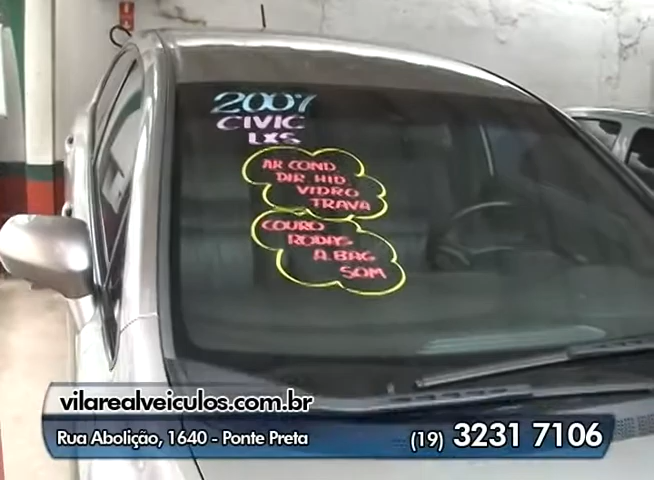 2007
CIVIC
LXS
AR COND.
DIR HID
VIDRO
TRAVA
COURO
RODAS
A.BAG
SOM
vilarealveiculos.com.br
Rua Abolição, 1640 - Ponte Preta
(19) 3231 7106